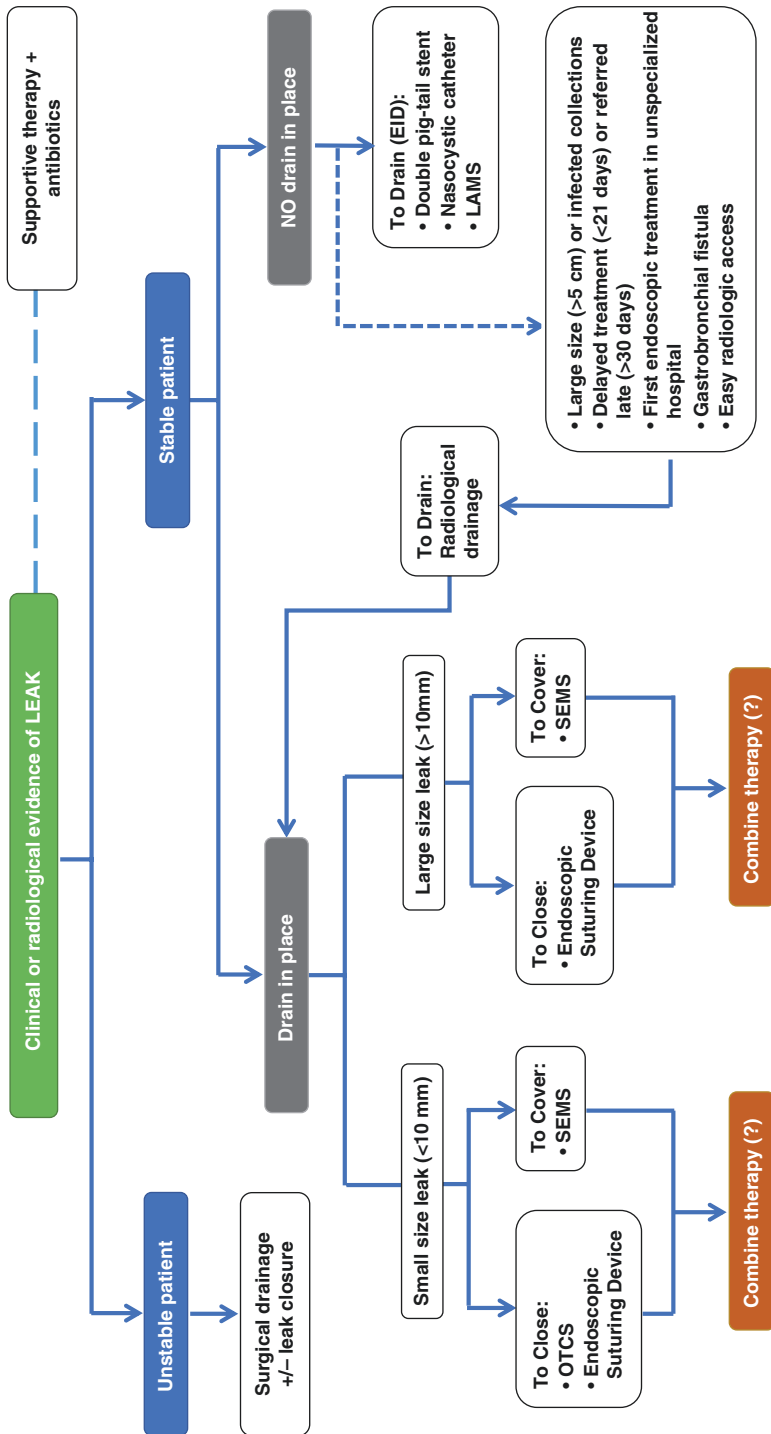 Clinical or radiological evidence of LEAK
Supportive therapy +
antibiotics
Unstable patient
Stable patient
Surgical drainage
+/– leak closure
Drain in place
NO drain in place
To Drain (EID):
• Double pig-tail stent
• Nasocystic catheter
• LAMS
Small size leak (<10 mm)
Large size leak (>10mm)
To Drain:
Radiological
drainage
To Close:
• OTCS
• Endoscopic
Suturing Device
To Cover:
• SEMS
To Close:
• Endoscopic
Suturing Device
To Cover:
• SEMS
• Large size (>5 cm) or infected collections
• Delayed treatment (<21 days) or referred
late (>30 days)
• First endoscopic treatment in unspecialized
hospital
• Gastrobronchial fistula
• Easy radiologic access
Combine therapy (?)
Combine therapy (?)